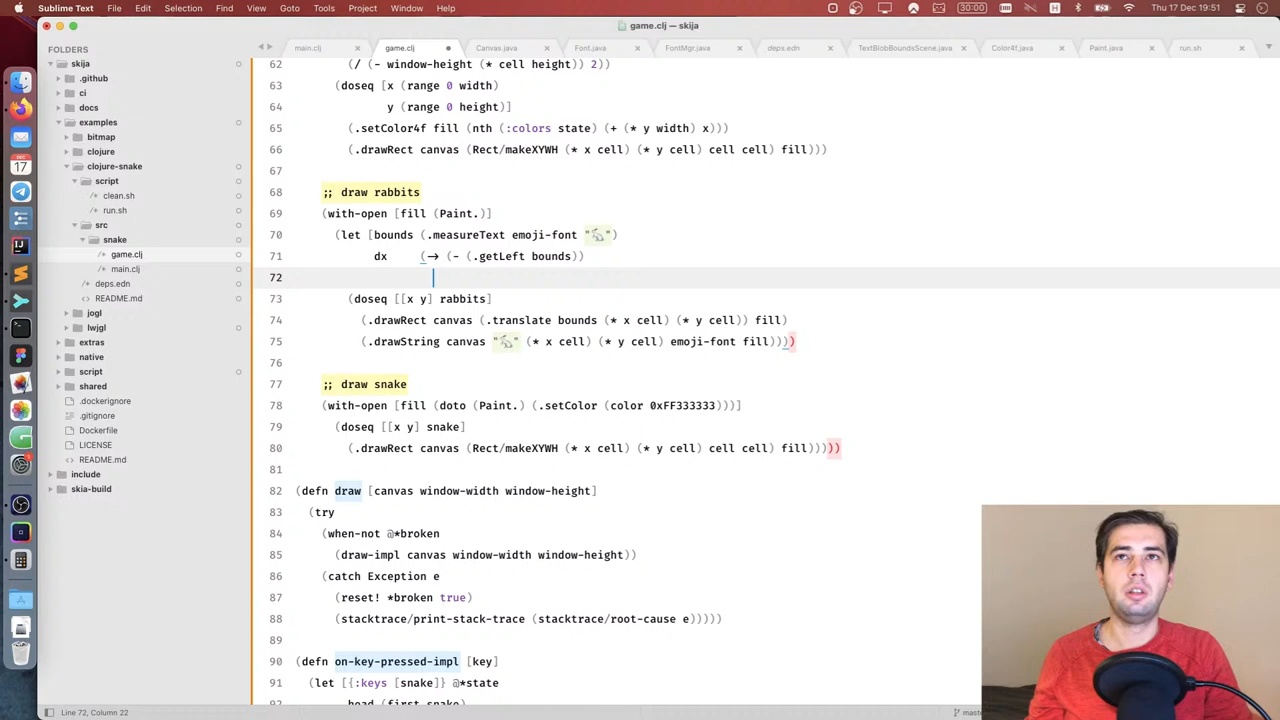 Sublime Text File Edit Selection Find View Goto Tools Project Window Help 30:00 Thu 17 Dec 19:51
game.clj — skija
FOLDERS
skija
.github
ci
docs
examples
bitmap
clojure
clojure-snake
script
clean.sh
run.sh
src
snake
game.clj
main.clj
deps.edn
README.md
jogl
lwjgl
extras
native
script
shared
.dockerignore
.gitignore
Dockerfile
LICENSE
README.md
include
skia-build
main.clj game.clj Canvas.java Font.java FontMgr.java deps.edn TextBlobBoundsScene.java Color4f.java Paint.java run.sh
62 (/ (- window-height (* cell height)) 2))
63 (doseq [x (range 0 width)
64 y (range 0 height)]
65 (.setColor4f fill (nth (:colors state) (+ (* y width) x)))
66 (.drawRect canvas (Rect/makeXYWH (* x cell) (* y cell) cell cell) fill)))
67
68 ;; draw rabbits
69 (with-open [fill (Paint.)]
70 (let [bounds (.measureText emoji-font "🐇")
71 dx (-> (- (.getLeft bounds))
72
73 (doseq [[x y] rabbits]
74 (.drawRect canvas (.translate bounds (* x cell) (* y cell)) fill)
75 (.drawString canvas "🐇" (* x cell) (* y cell) emoji-font fill))))
76
77 ;; draw snake
78 (with-open [fill (doto (Paint.) (.setColor (color 0xFF333333)))]
79 (doseq [[x y] snake]
80 (.drawRect canvas (Rect/makeXYWH (* x cell) (* y cell) cell cell) fill)))))
81
82 (defn draw [canvas window-width window-height]
83 (try
84 (when-not @*broken
85 (draw-impl canvas window-width window-height))
86 (catch Exception e
87 (reset! *broken true)
88 (stacktrace/print-stack-trace (stacktrace/root-cause e)))))
89
90 (defn on-key-pressed-impl [key]
91 (let [{:keys [snake]} @*state
92 head (first snake)
Line 72, Column 22